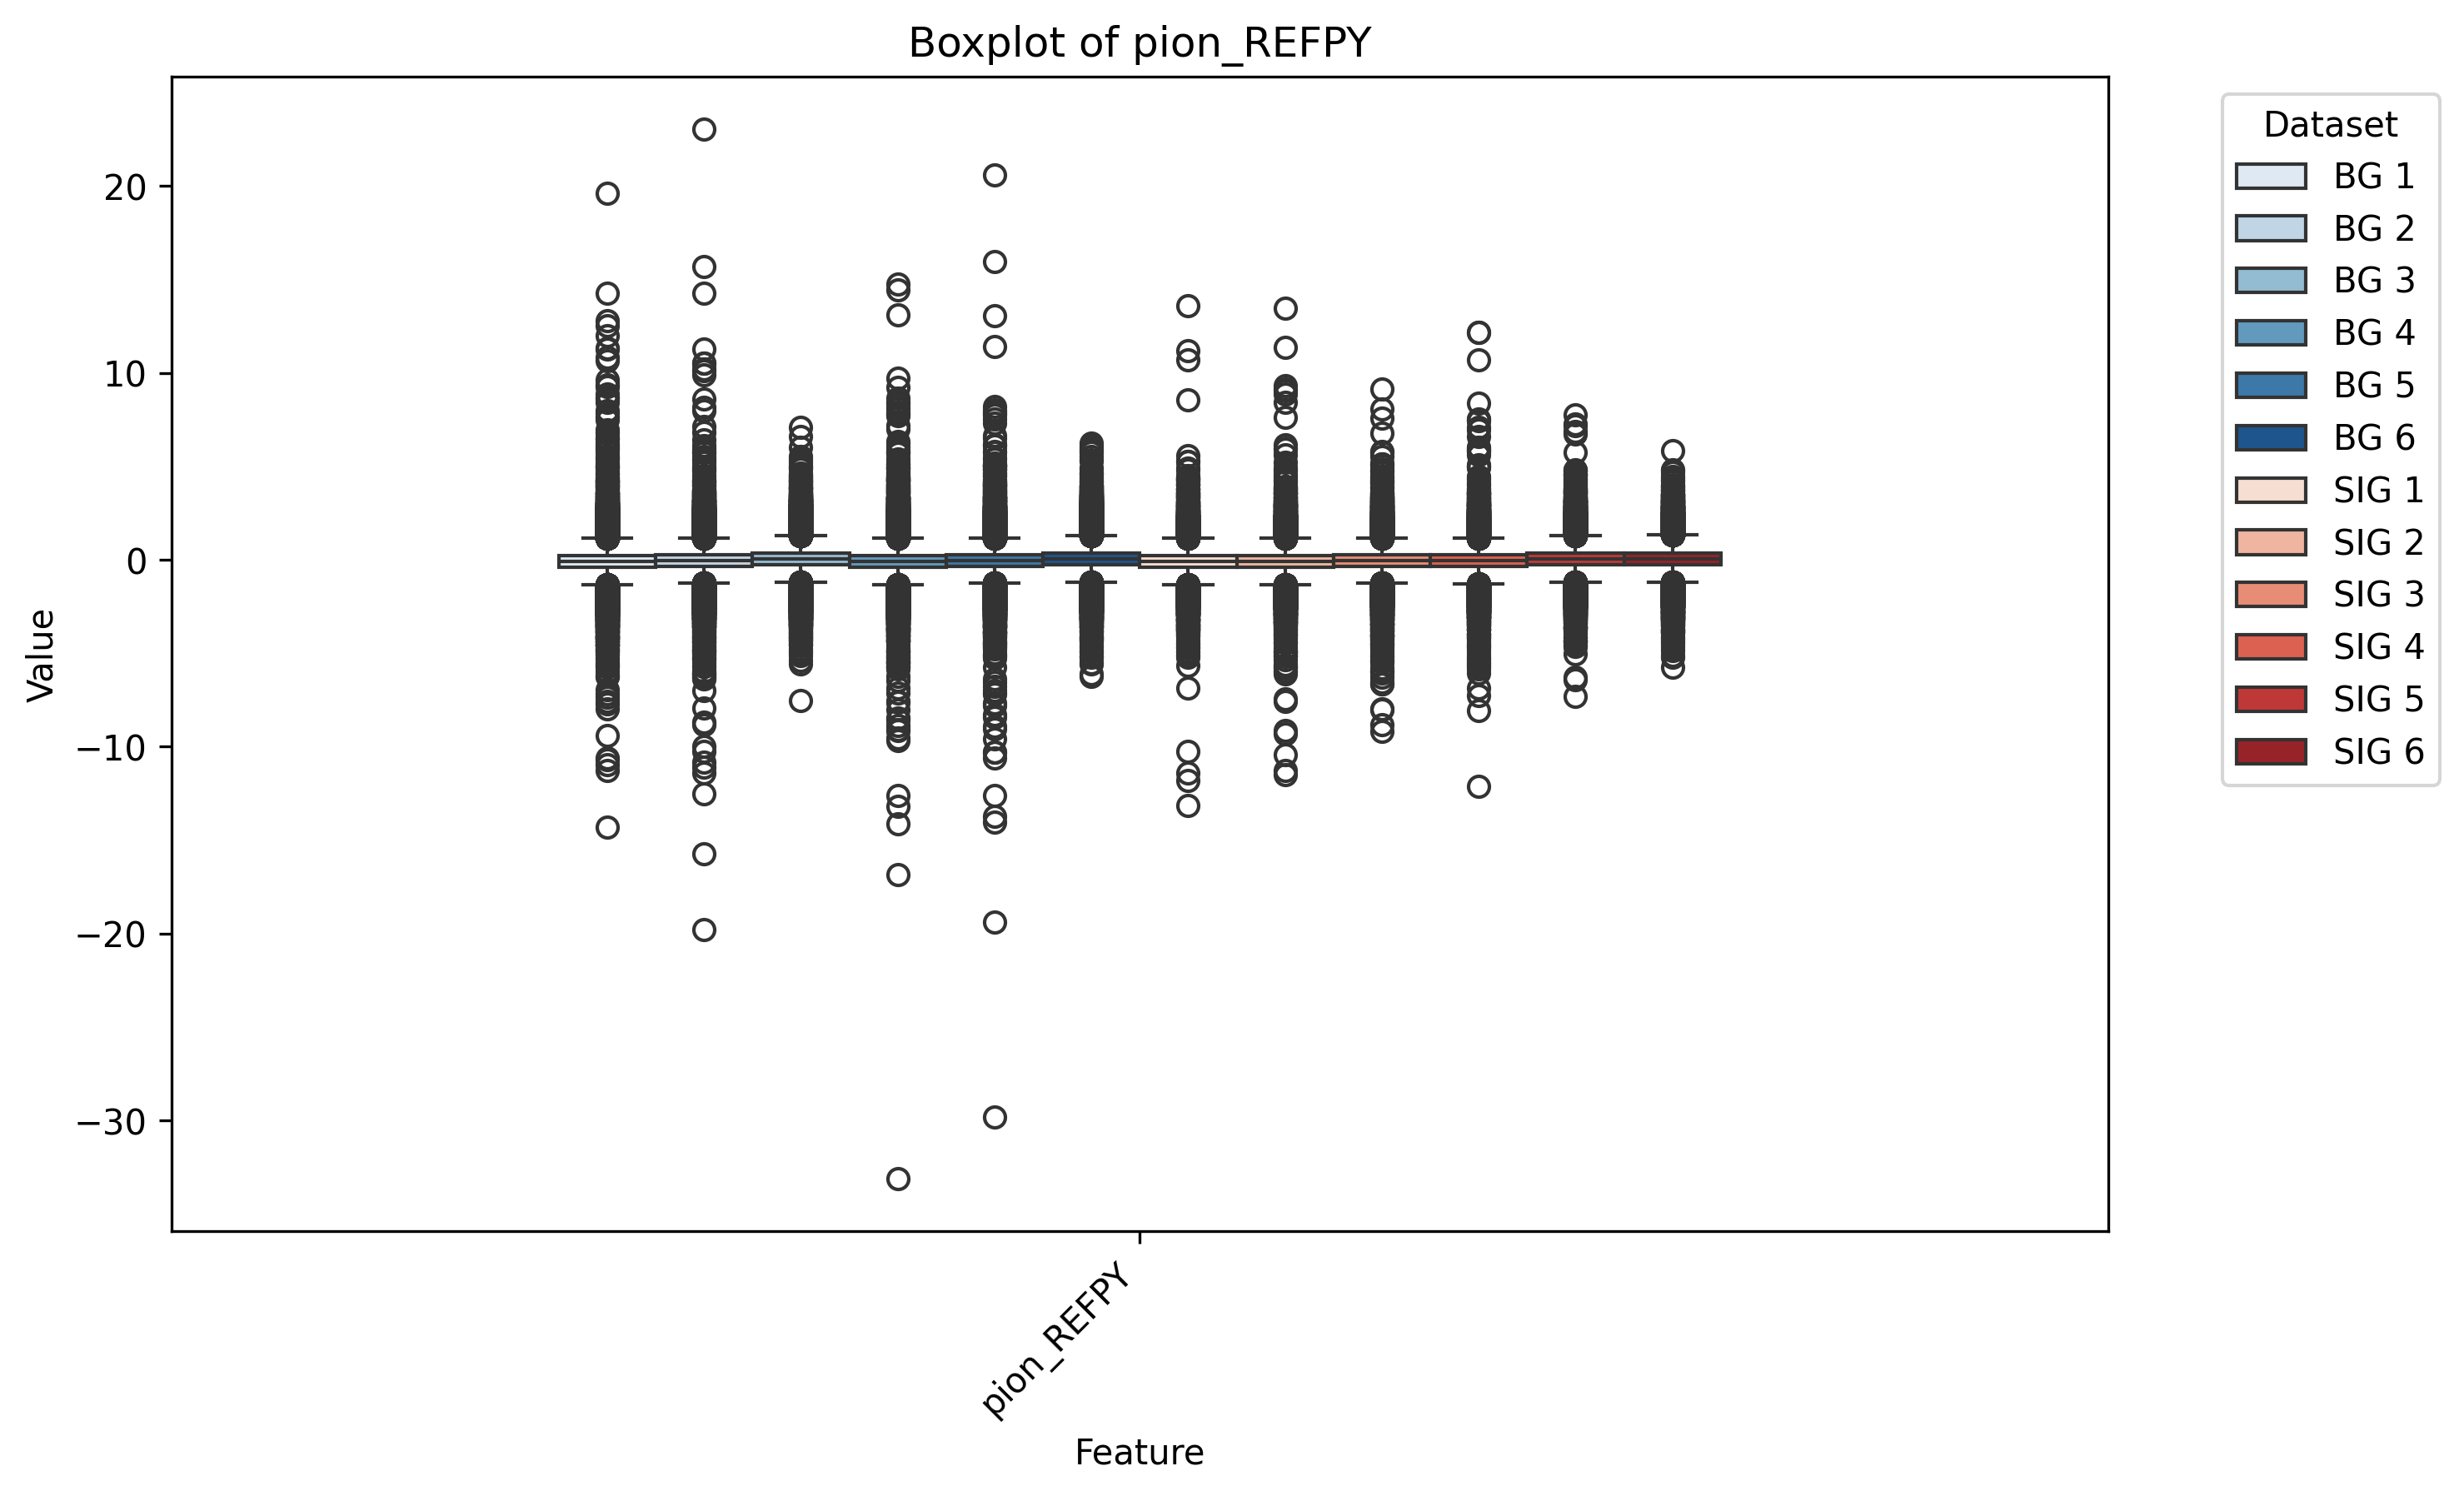 Boxplot of pion_REFPY
Value
20
10
0
−10
−20
−30
pion_REFPY
Feature
Dataset
BG 1
BG 2
BG 3
BG 4
BG 5
BG 6
SIG 1
SIG 2
SIG 3
SIG 4
SIG 5
SIG 6